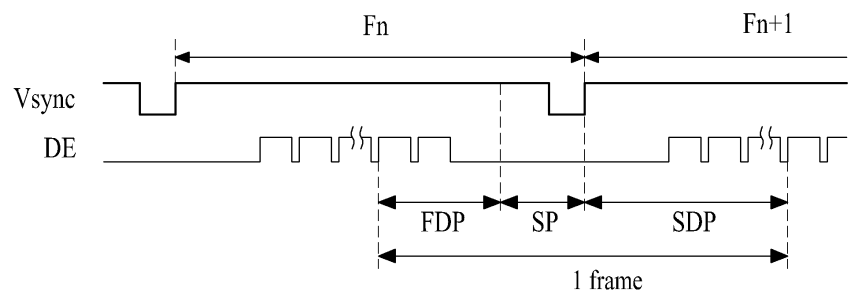 Fn
Fn+1
Vsync
DE
FDP
SP
SDP
1 frame